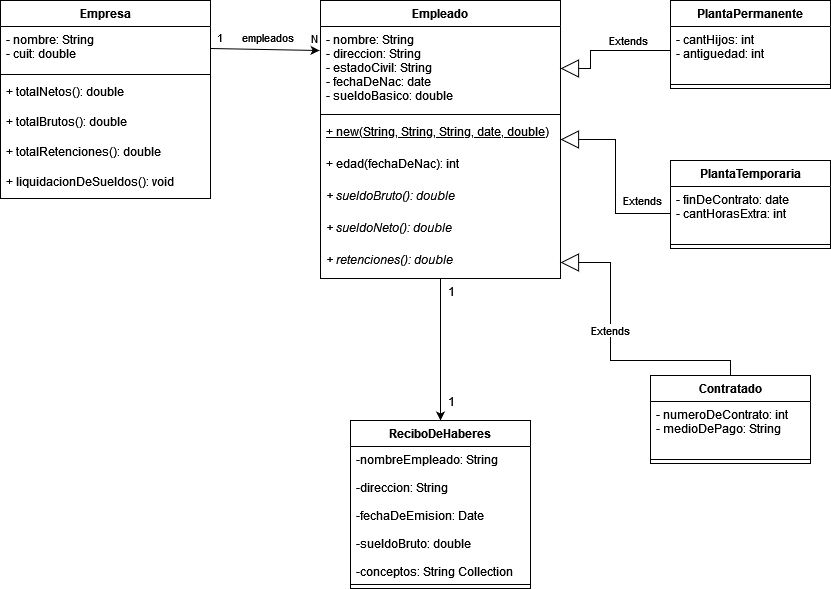 Empresa
- nombre: String
- cuit: double
+ totalNetos(): double
+ totalBrutos(): double
+ totalRetenciones(): double
+ liquidacionDeSueldos(): void
1
empleados
N
Empleado
- nombre: String
- direccion: String
- estadoCivil: String
- fechaDeNac: date
- sueldoBasico: double
+ new(String, String, String, date, double)
+ edad(fechaDeNac): int
+ sueldoBruto(): double
+ sueldoNeto(): double
+ retenciones(): double
Extends
PlantaPermanente
- cantHijos: int
- antiguedad: int
Extends
PlantaTemporaria
- finDeContrato: date
- cantHorasExtra: int
Extends
Contratado
- numeroDeContrato: int
- medioDePago: String
1
1
ReciboDeHaberes
-nombreEmpleado: String
-direccion: String
-fechaDeEmision: Date
-sueldoBruto: double
-conceptos: String Collection